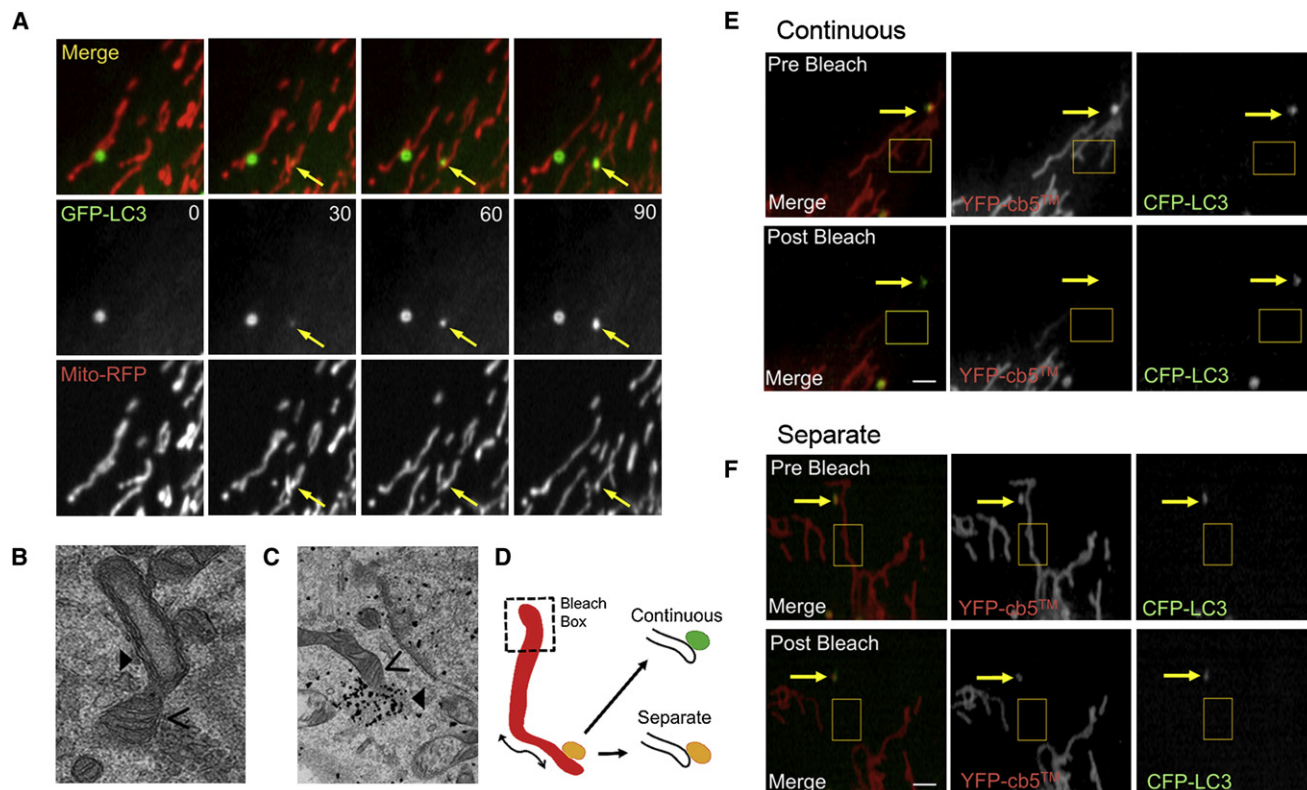 A
Merge
GFP-LC3
0
30
60
90
Mito-RFP
B
C
D
Bleach
Box
Continuous
Separate
E
Continuous
Pre Bleach
Merge
YFP-cb5TM
CFP-LC3
Post Bleach
Merge
YFP-cb5TM
CFP-LC3
Separate
F
Pre Bleach
Merge
YFP-cb5TM
CFP-LC3
Post Bleach
Merge
YFP-cb5TM
CFP-LC3